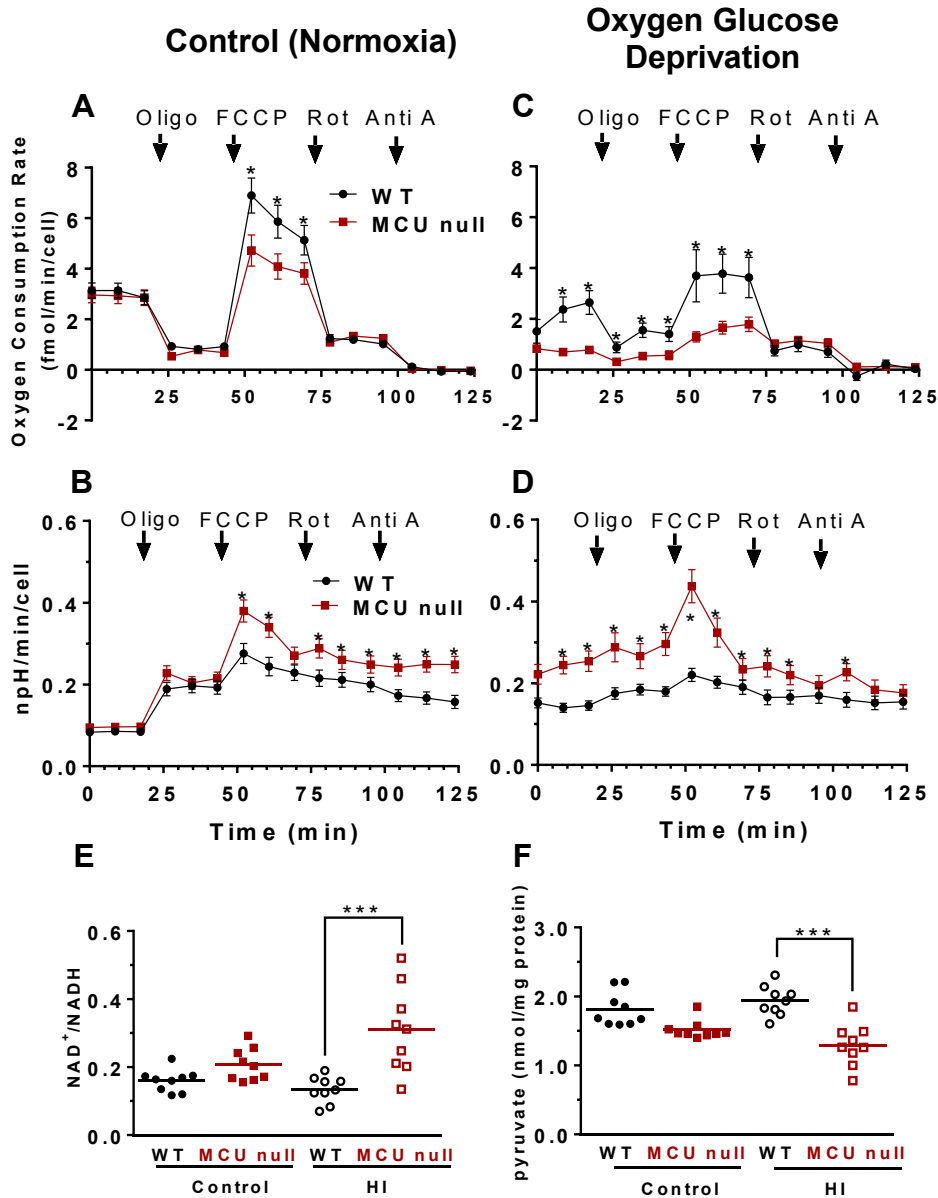 Control (Normoxia)
Oxygen Glucose
Deprivation
A
Oligo FCCP Rot Anti A
Oxygen Consumption Rate
(fmol/min/cell)
8
6
4
2
0
-2
25 50 75 100 125
* * *
WT
MCU null
C
Oligo FCCP Rot Anti A
8
6
4
2
0
-2
25 50 75 100 125
* * * * * * * *
B
Oligo FCCP Rot Anti A
npH/min/cell
0.6
0.4
0.2
0.0
0 25 50 75 100 125
Time (min)
WT
MCU null
* * * * * * * *
D
Oligo FCCP Rot Anti A
0.6
0.4
0.2
0.0
0 25 50 75 100 125
Time (min)
* * * * * * * * * * *
E
NAD+/NADH
0.6
0.4
0.2
0.0
***
WT MCU null WT MCU null
Control HI
F
pyruvate (nmol/mg protein)
3.0
2.0
1.0
0.0
***
WT MCU null WT MCU null
Control HI